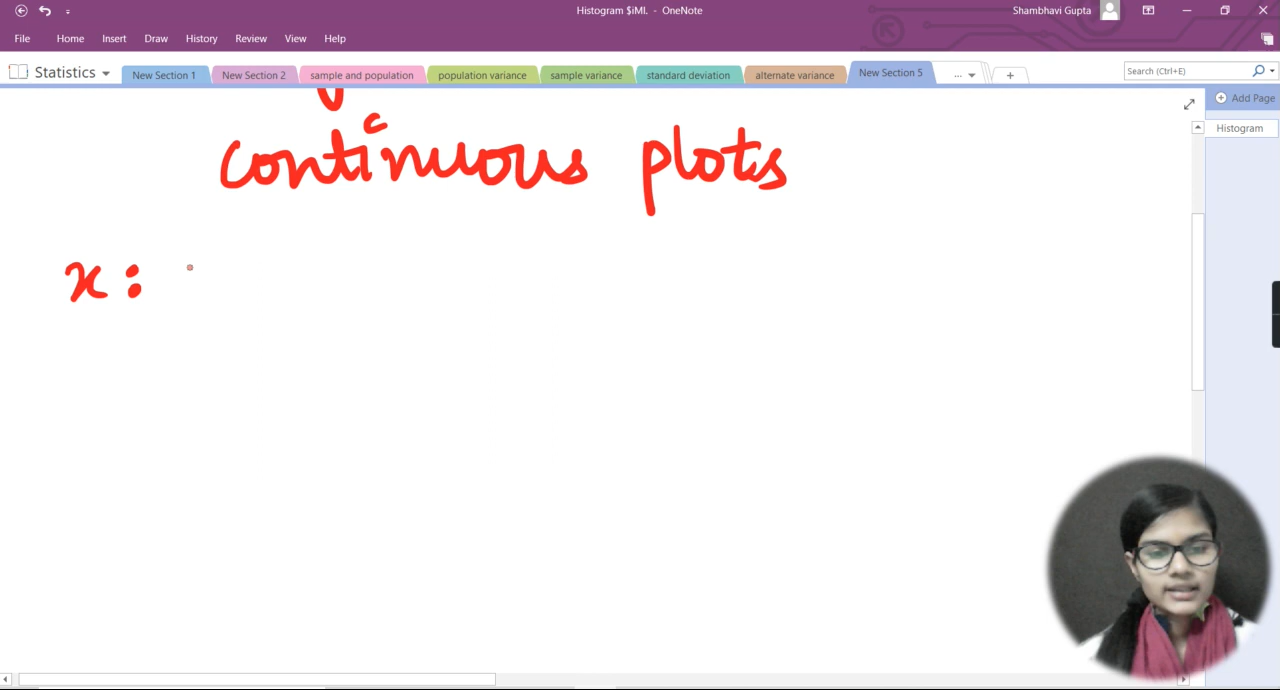 Histogram $iMl. - OneNote
Shambhavi Gupta
File Home Insert Draw History Review View Help
Statistics
New Section 1
New Section 2
sample and population
population variance
sample variance
standard deviation
alternate variance
New Section 5
...
+
Search (Ctrl+E)
Add Page
Histogram
continuous plots
x: